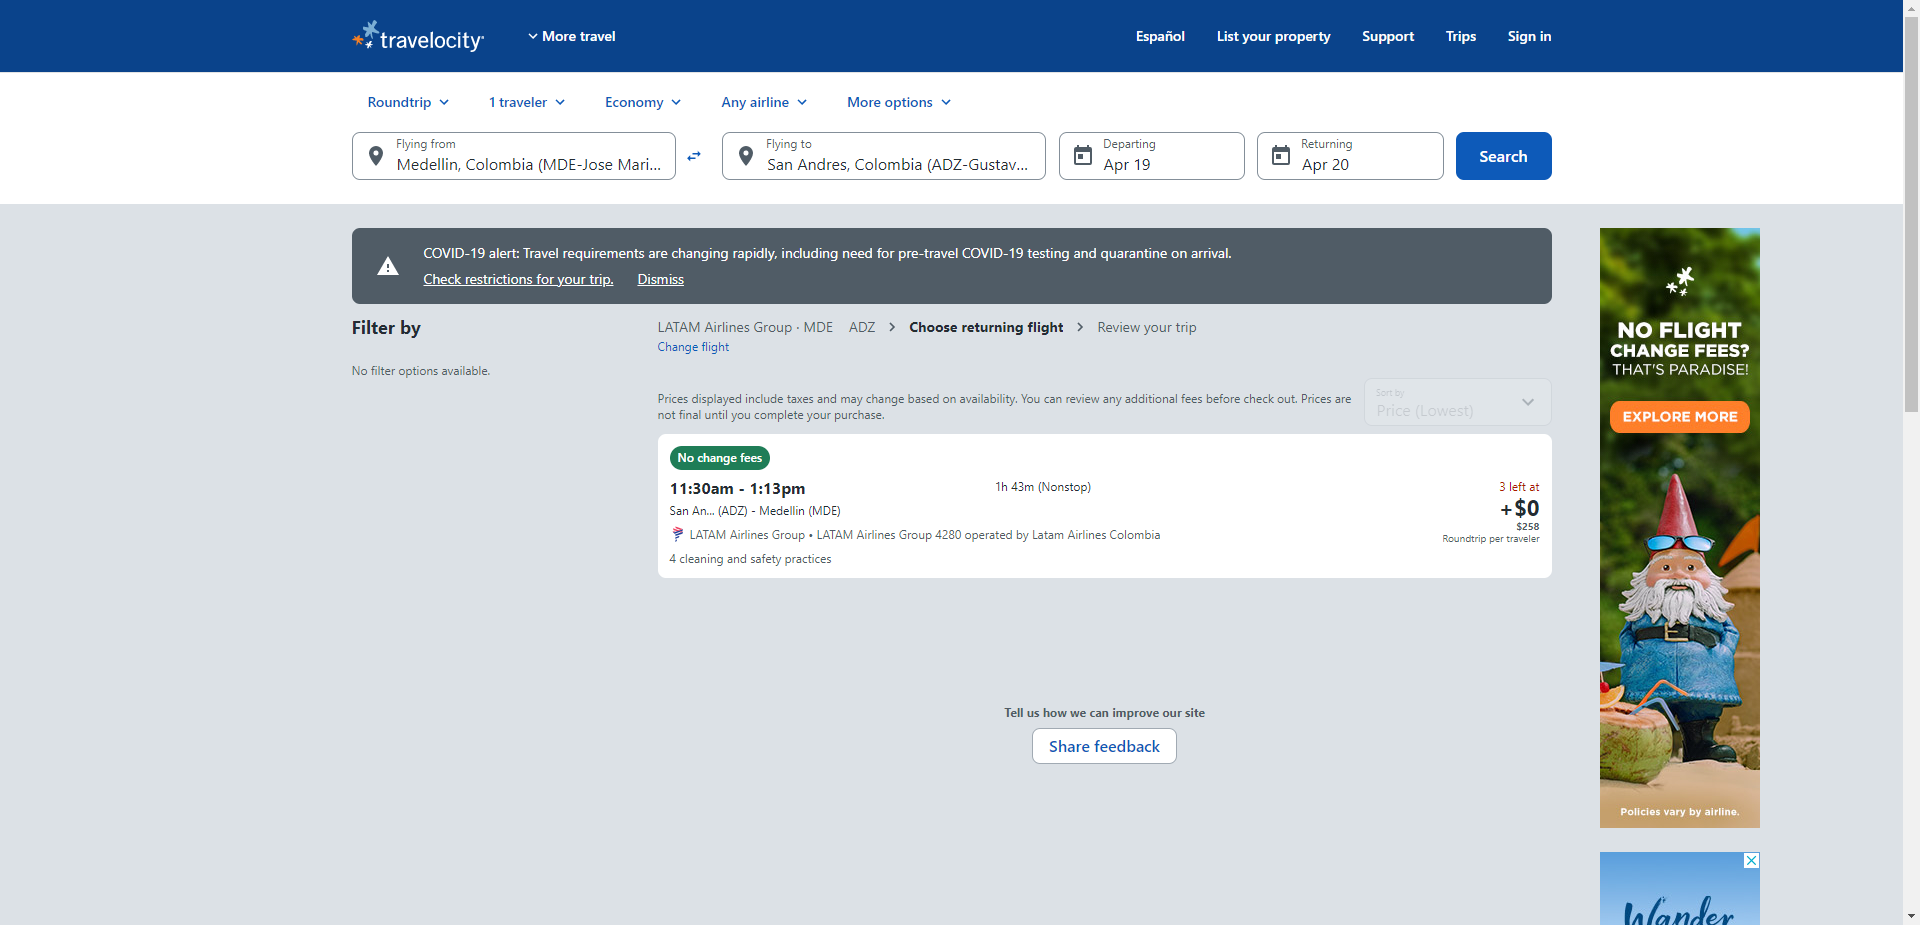 travelocity
More travel
Español
List your property
Support
Trips
Sign in
Roundtrip
1 traveler
Economy
Any airline
More options
Flying from
Medellin, Colombia (MDE-Jose Mari...
Flying to
San Andres, Colombia (ADZ-Gustav...
Departing
Apr 19
Returning
Apr 20
Search
COVID-19 alert: Travel requirements are changing rapidly, including need for pre-travel COVID-19 testing and quarantine on arrival.
Check restrictions for your trip.
Dismiss
Filter by
No filter options available.
LATAM Airlines Group · MDE ADZ
Choose returning flight
Review your trip
Change flight
Prices displayed include taxes and may change based on availability. You can review any additional fees before check out. Prices are
not final until you complete your purchase.
Sort by
Price (Lowest)
No change fees
11:30am - 1:13pm
1h 43m (Nonstop)
3 left at
+$0
$258
Roundtrip per traveler
San An... (ADZ) - Medellin (MDE)
LATAM Airlines Group • LATAM Airlines Group 4280 operated by Latam Airlines Colombia
4 cleaning and safety practices
Tell us how we can improve our site
Share feedback
NO FLIGHT
CHANGE FEES?
THAT'S PARADISE!
EXPLORE MORE
Policies vary by airline.
Wander